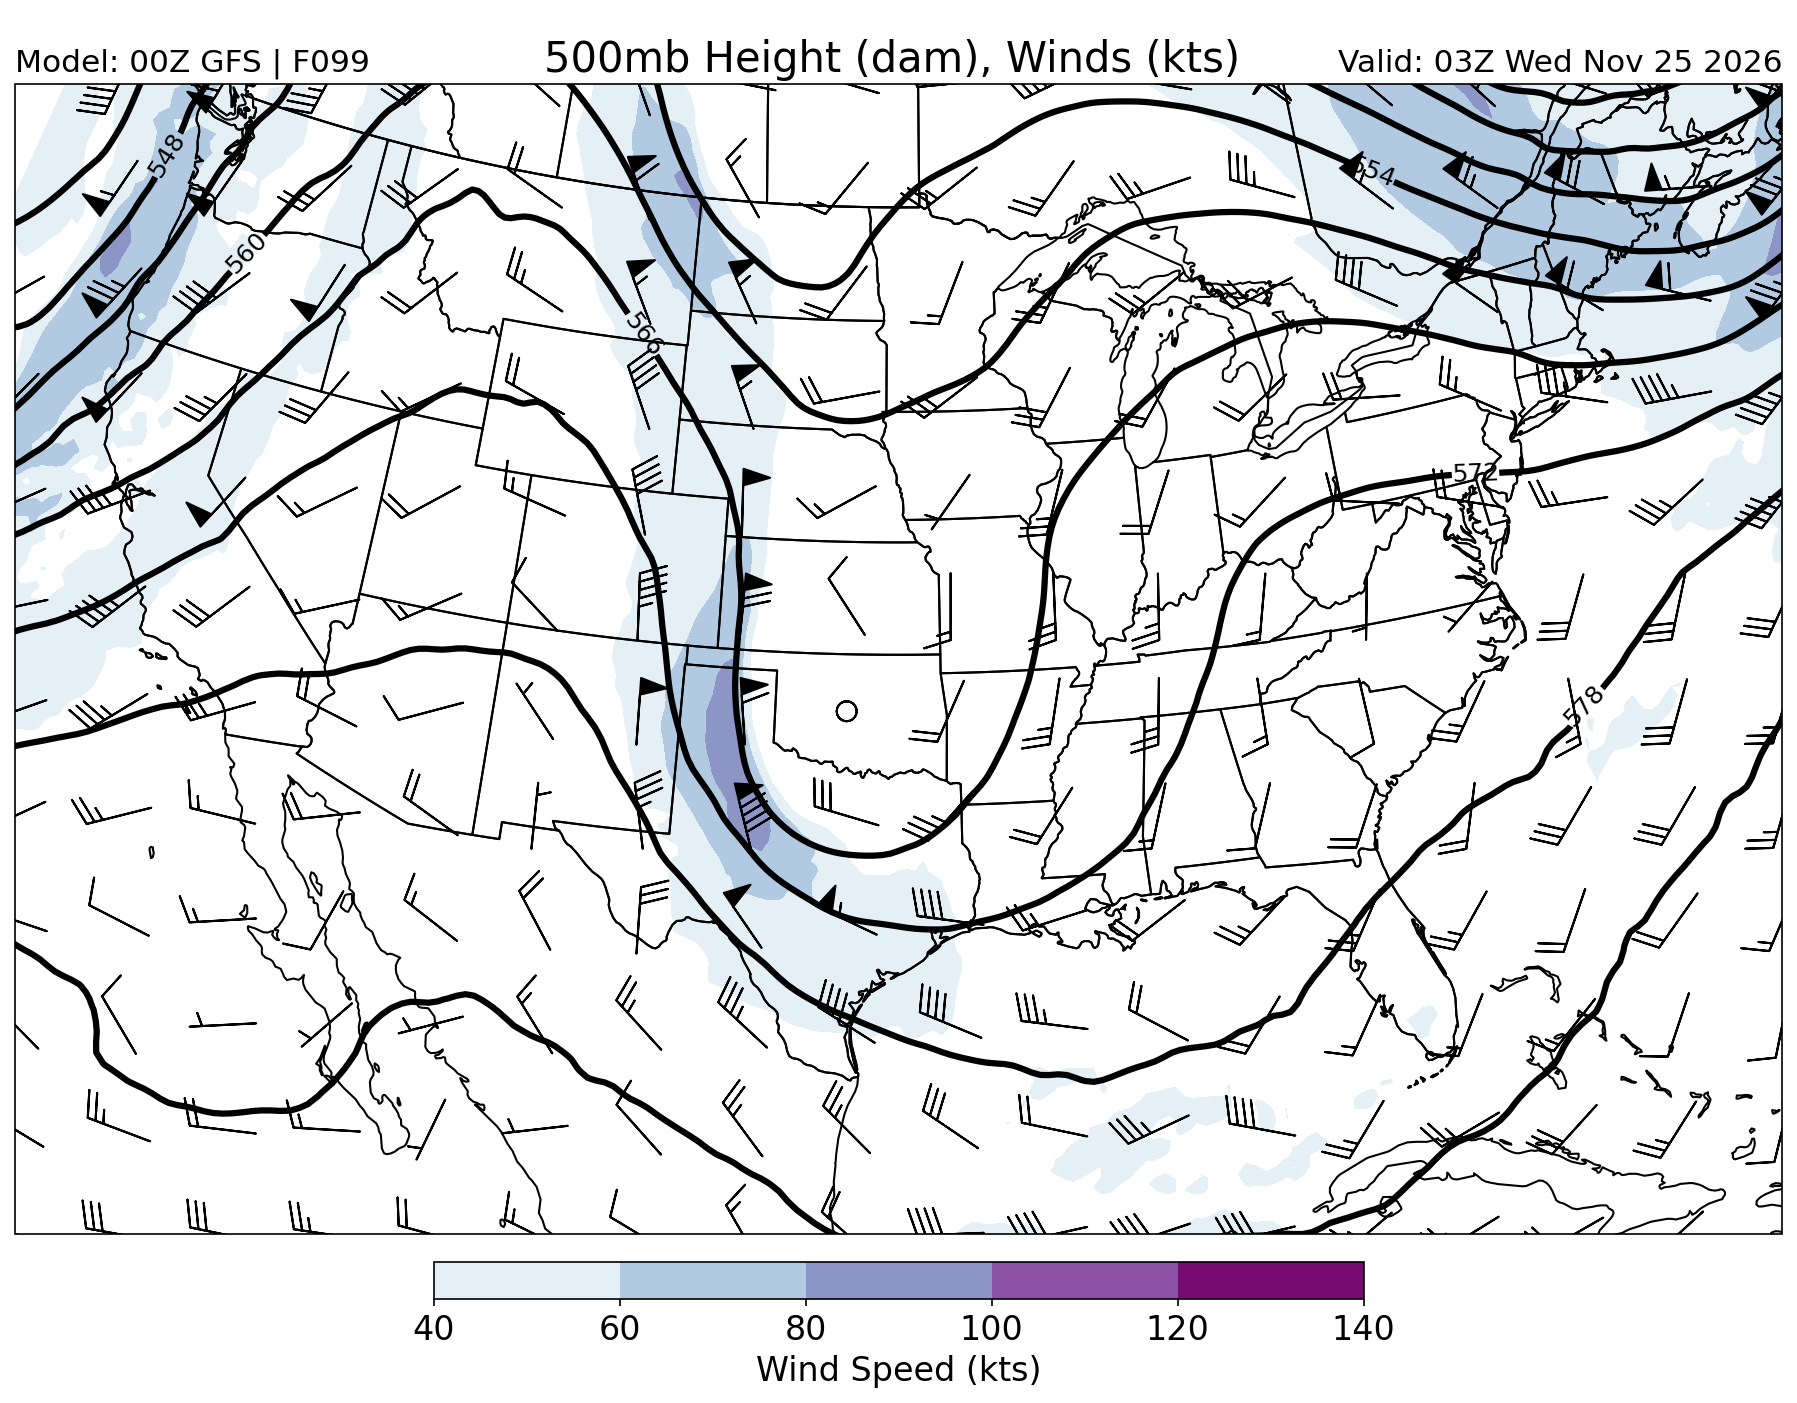 Model: 00Z GFS | F099
500mb Height (dam), Winds (kts)
Valid: 03Z Wed Nov 25 2026
548
554
560
566
572
578
40 60 80 100 120 140
Wind Speed (kts)